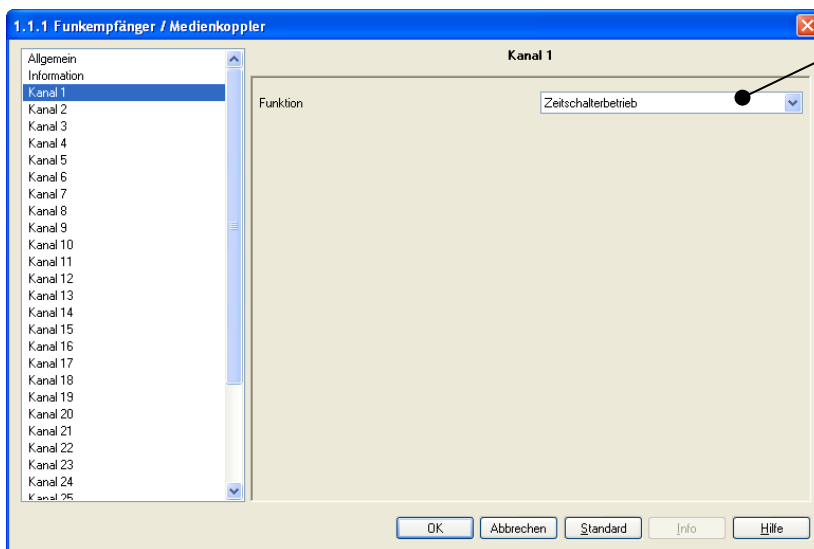 1.1.1 Funkempfänger / Medienkoppler
Allgemein
Information
Kanal 1
Kanal 2
Kanal 3
Kanal 4
Kanal 5
Kanal 6
Kanal 7
Kanal 8
Kanal 9
Kanal 10
Kanal 11
Kanal 12
Kanal 13
Kanal 14
Kanal 15
Kanal 16
Kanal 17
Kanal 18
Kanal 19
Kanal 20
Kanal 21
Kanal 22
Kanal 23
Kanal 24
Kanal 25
Kanal 1
Funktion
Zeitschalterbetrieb
OK
Abbrechen
Standard
Info
Hilfe